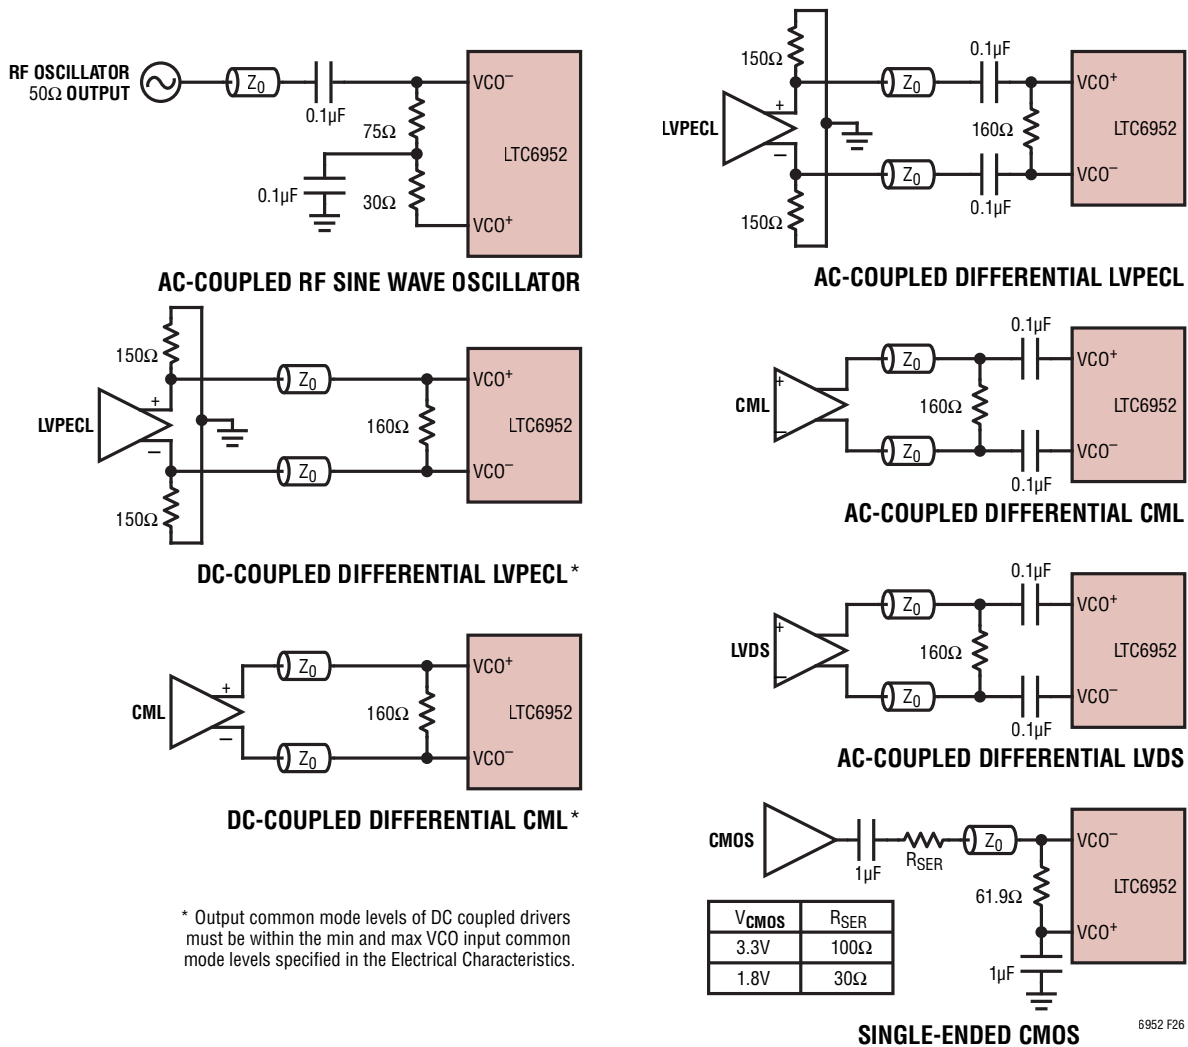 RF OSCILLATOR
50Ω OUTPUT
Z0
0.1µF
VCO–
75Ω
LTC6952
0.1µF
30Ω
VCO+
AC-COUPLED RF SINE WAVE OSCILLATOR
150Ω
LVPECL
+
–
150Ω
Z0
Z0
160Ω
VCO+
LTC6952
VCO–
DC-COUPLED DIFFERENTIAL LVPECL*
CML
+
–
Z0
Z0
160Ω
VCO+
LTC6952
VCO–
DC-COUPLED DIFFERENTIAL CML*
* Output common mode levels of DC coupled drivers
must be within the min and max VCO input common
mode levels specified in the Electrical Characteristics.
150Ω
LVPECL
+
–
150Ω
Z0
Z0
0.1µF
160Ω
0.1µF
VCO+
LTC6952
VCO–
AC-COUPLED DIFFERENTIAL LVPECL
CML
+
–
Z0
Z0
160Ω
0.1µF
0.1µF
VCO+
LTC6952
VCO–
AC-COUPLED DIFFERENTIAL CML
LVDS
+
–
Z0
Z0
160Ω
0.1µF
0.1µF
VCO+
LTC6952
VCO–
AC-COUPLED DIFFERENTIAL LVDS
CMOS
1µF
RSER
Z0
VCO–
61.9Ω
LTC6952
VCO+
1µF
VCMOS RSER
3.3V 100Ω
1.8V 30Ω
SINGLE-ENDED CMOS
6952 F26